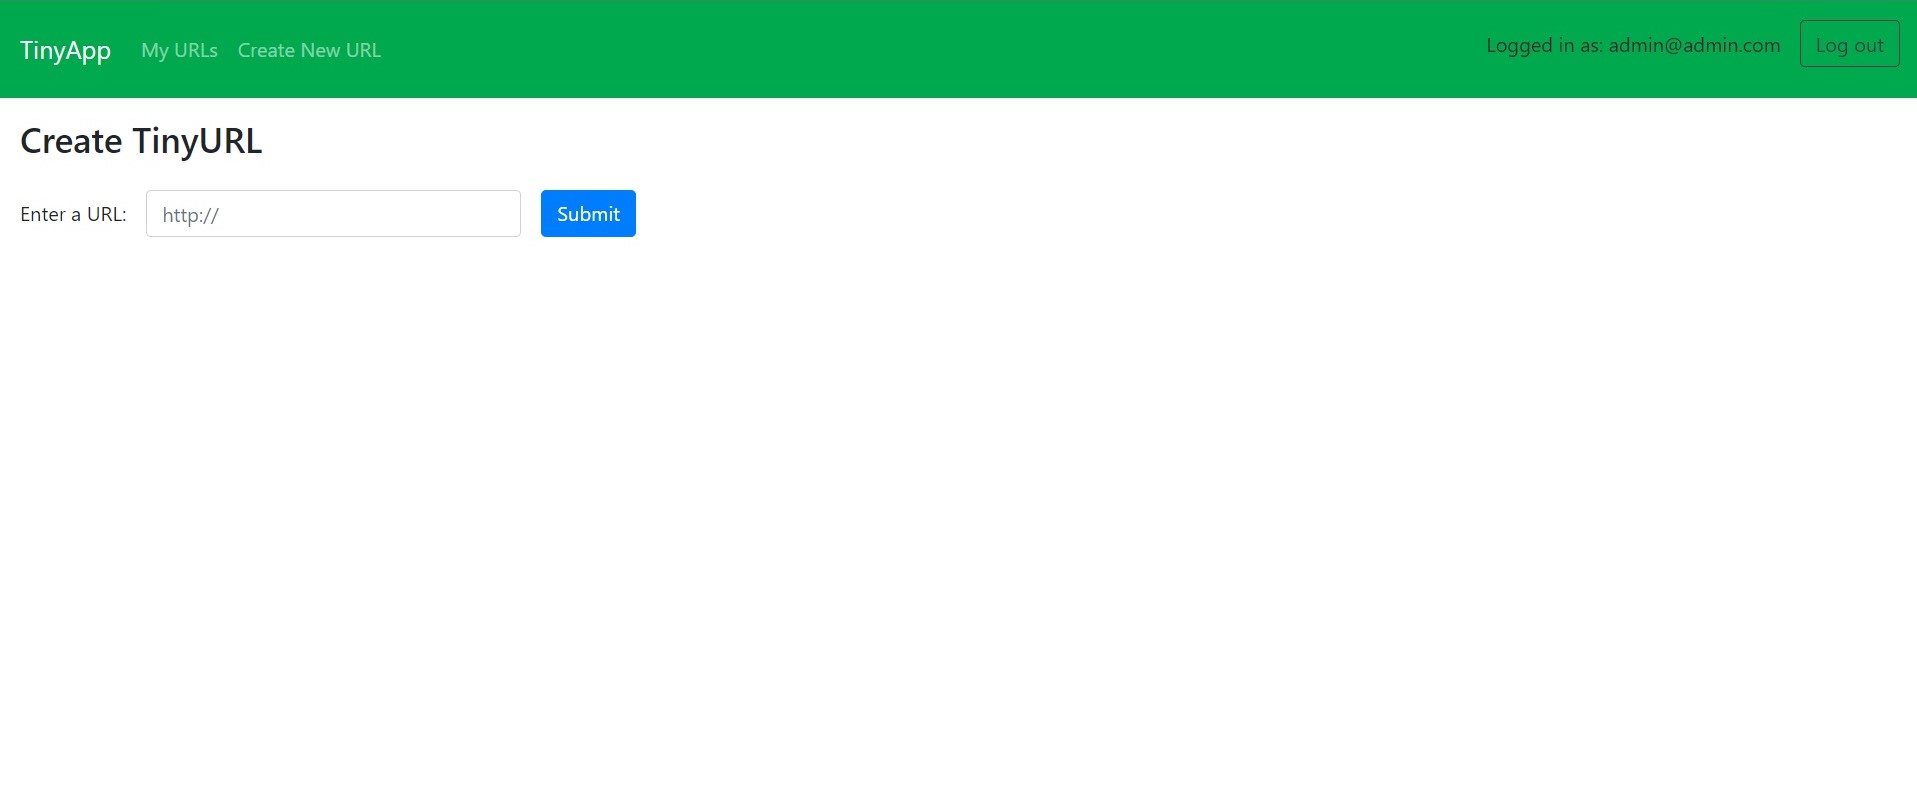 TinyApp My URLs Create New URL Logged in as: admin@admin.com Log out
Create TinyURL
Enter a URL: http:// Submit